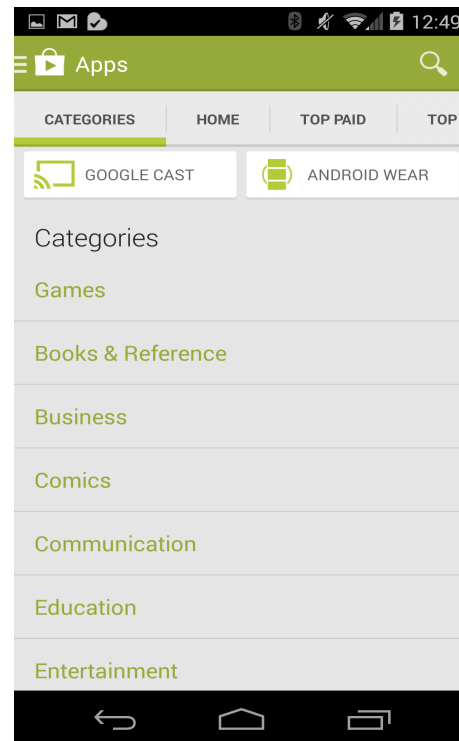 12:49
Apps
CATEGORIES HOME TOP PAID TOP
GOOGLE CAST ANDROID WEAR
Categories
Games
Books & Reference
Business
Comics
Communication
Education
Entertainment